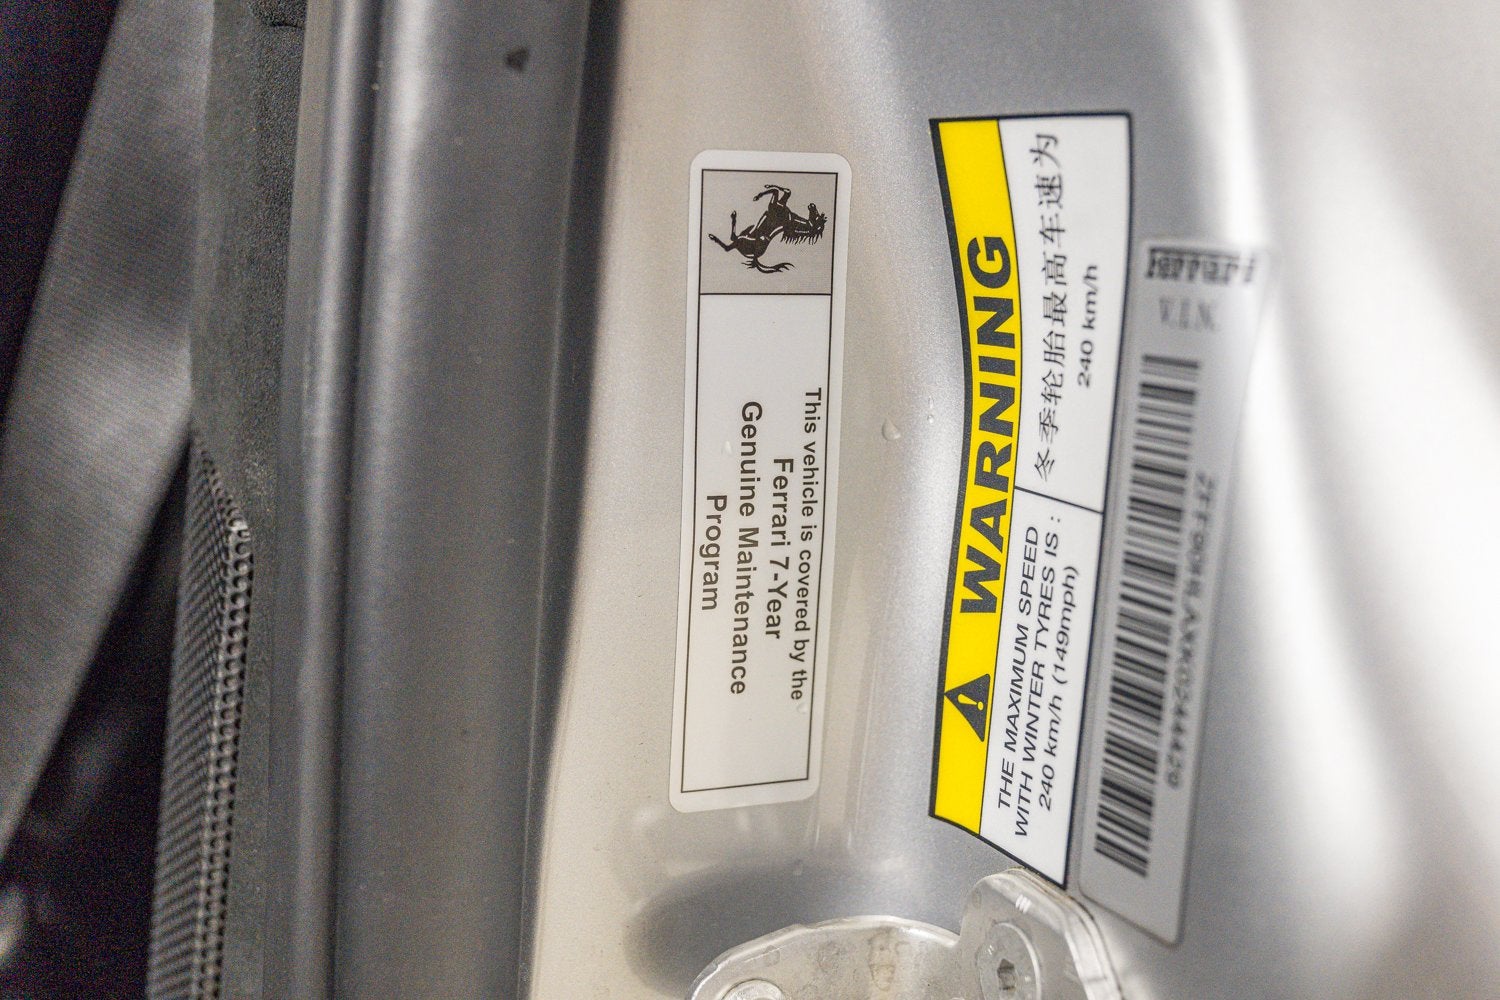 This vehicle is covered by the
Ferrari 7-Year
Genuine Maintenance
Program
WARNING
冬季轮胎最高车速为
240 km/h
THE MAXIMUM SPEED
WITH WINTER TYRES IS :
240 km/h (149mph)
Ferrari
V.I.N.